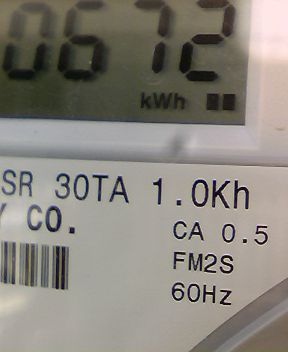 0672
kWh
SR 30TA 1.0Kh
Y CO.
CA 0.5
FM2S
60Hz